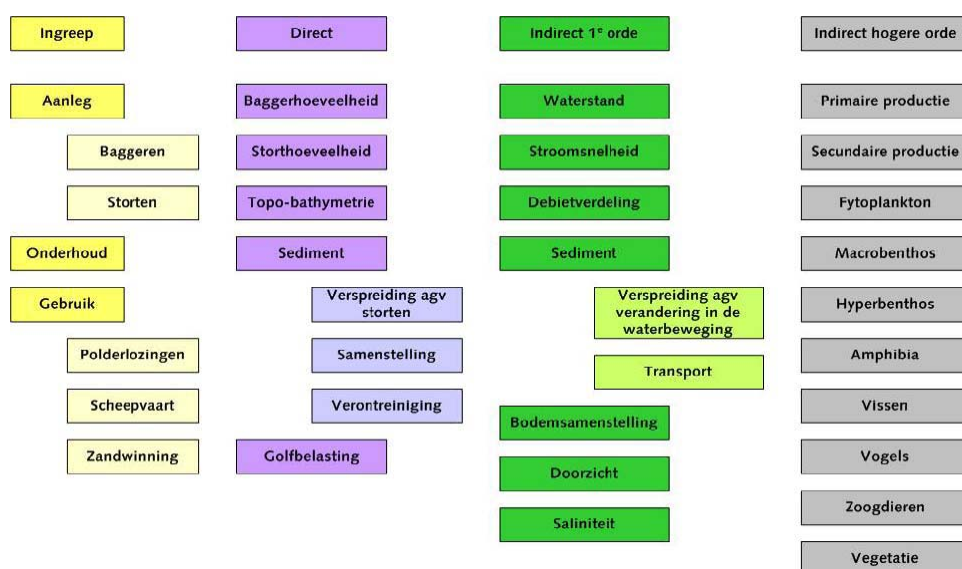 Ingreep
Aanleg
Baggeren
Storten
Onderhoud
Gebruik
Polderlozingen
Scheepvaart
Zandwinning
Direct
Baggerhoeveelheid
Storthoeveelheid
Topo-bathymetrie
Sediment
Verspreiding agv
storten
Samenstelling
Verontreiniging
Golfbelasting
Indirect 1e orde
Waterstand
Stroomsnelheid
Debietverdeling
Sediment
Verspreiding agv
verandering in de
waterbeweging
Transport
Bodemsamenstelling
Doorzicht
Saliniteit
Indirect hogere orde
Primaire productie
Secundaire productie
Fytoplankton
Macrobenthos
Hyperbenthos
Amphibia
Vissen
Vogels
Zoogdieren
Vegetatie